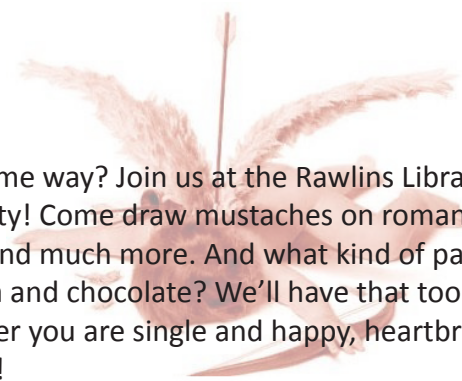 me way? Join us at the Rawlins Libra
ty! Come draw mustaches on roman
nd much more. And what kind of pa
and chocolate? We'll have that too
er you are single and happy, heartbr
!